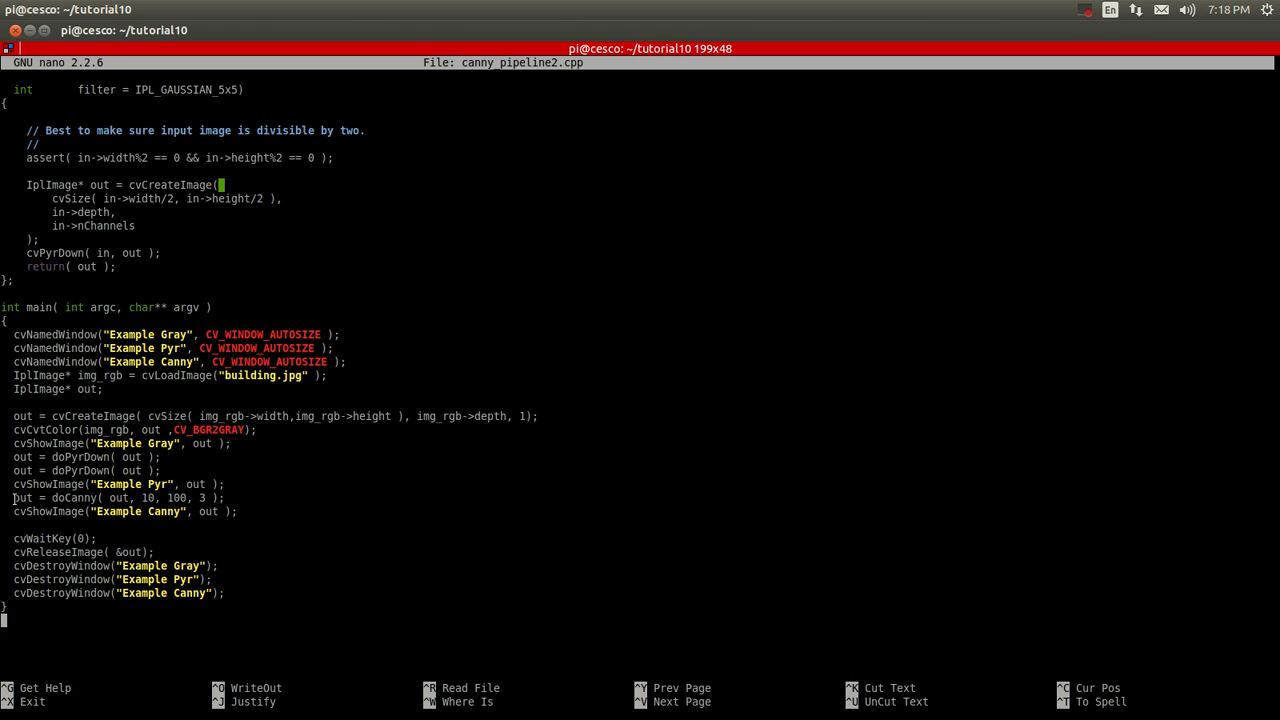 pi@cesco: ~/tutorial10
En
7:18 PM
pi@cesco: ~/tutorial10
pi@cesco: ~/tutorial10 199x48
GNU nano 2.2.6 File: canny_pipeline2.cpp
int filter = IPL_GAUSSIAN_5x5)
{
// Best to make sure input image is divisible by two.
//
assert( in->width%2 == 0 && in->height%2 == 0 );
IplImage* out = cvCreateImage(
cvSize( in->width/2, in->height/2 ),
in->depth,
in->nChannels
);
cvPyrDown( in, out );
return( out );
};
int main( int argc, char** argv )
{
cvNamedWindow("Example Gray", CV_WINDOW_AUTOSIZE );
cvNamedWindow("Example Pyr", CV_WINDOW_AUTOSIZE );
cvNamedWindow("Example Canny", CV_WINDOW_AUTOSIZE );
IplImage* img_rgb = cvLoadImage("building.jpg" );
IplImage* out;
out = cvCreateImage( cvSize( img_rgb->width,img_rgb->height ), img_rgb->depth, 1);
cvCvtColor(img_rgb, out ,CV_BGR2GRAY);
cvShowImage("Example Gray", out );
out = doPyrDown( out );
out = doPyrDown( out );
cvShowImage("Example Pyr", out );
out = doCanny( out, 10, 100, 3 );
cvShowImage("Example Canny", out );
cvWaitKey(0);
cvReleaseImage( &out);
cvDestroyWindow("Example Gray");
cvDestroyWindow("Example Pyr");
cvDestroyWindow("Example Canny");
}
^G Get Help ^O WriteOut ^R Read File ^Y Prev Page ^K Cut Text ^C Cur Pos
^X Exit ^J Justify ^W Where Is ^V Next Page ^U UnCut Text ^T To Spell